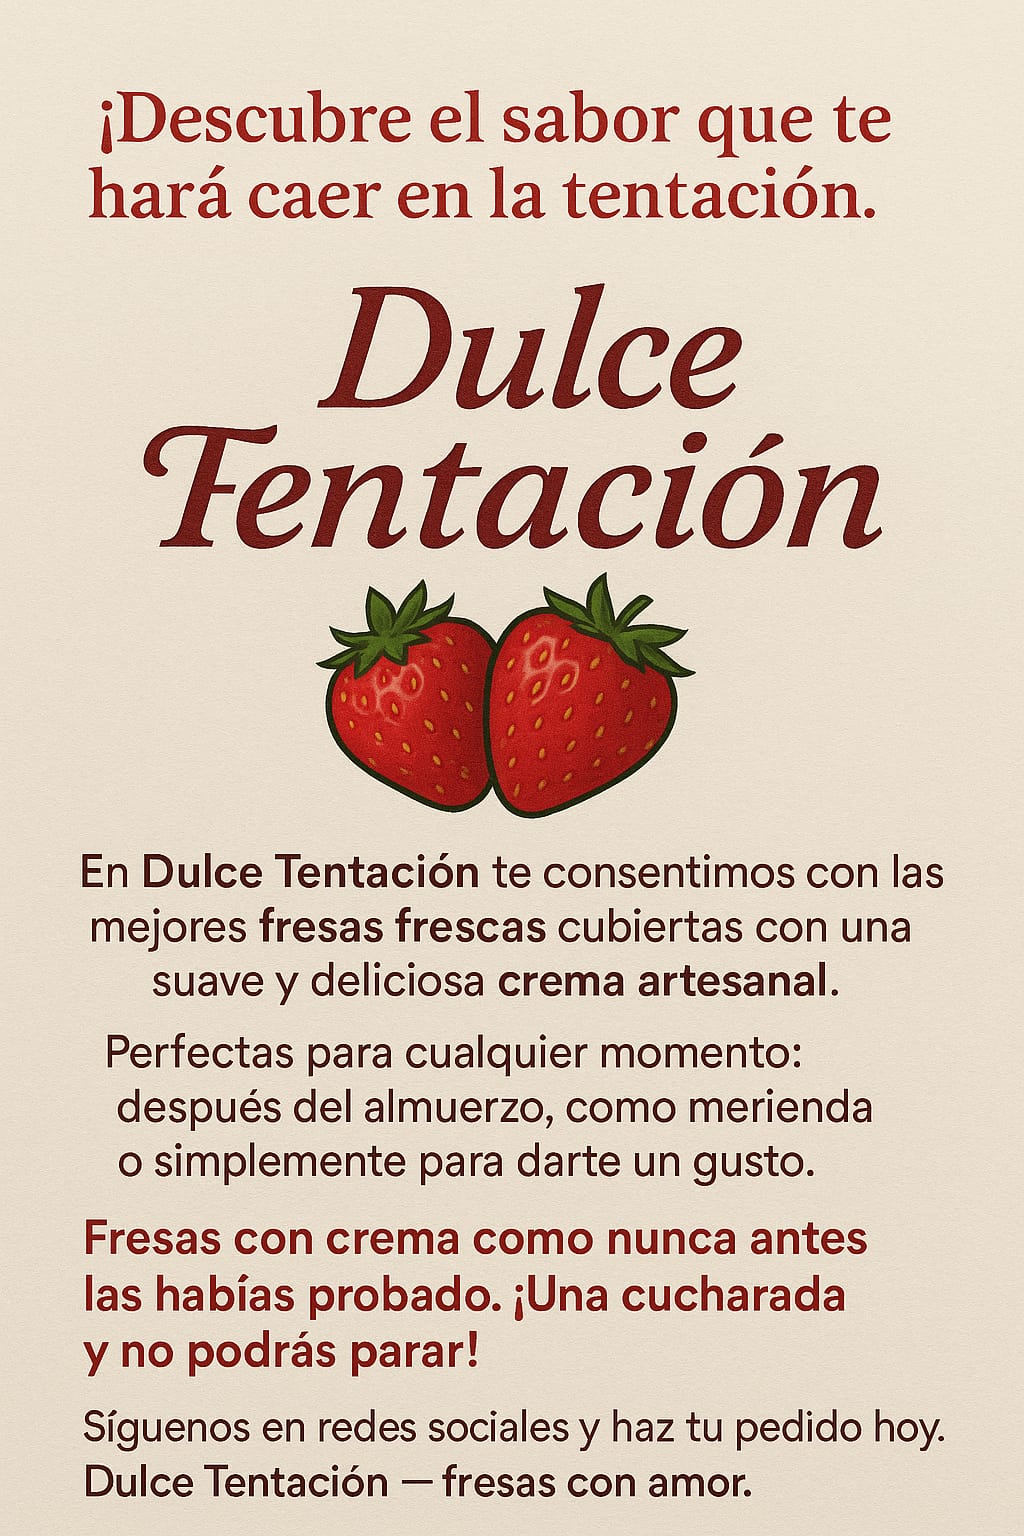 ¡Descubre el sabor que te
hará caer en la tentación.
Dulce
Tentación
En Dulce Tentación te consentimos con las
mejores fresas frescas cubiertas con una
suave y deliciosa crema artesanal.
Perfectas para cualquier momento:
después del almuerzo, como merienda
o simplemente para darte un gusto.
Fresas con crema como nunca antes
las habías probado. ¡Una cucharada
y no podrás parar!
Síguenos en redes sociales y haz tu pedido hoy.
Dulce Tentación — fresas con amor.